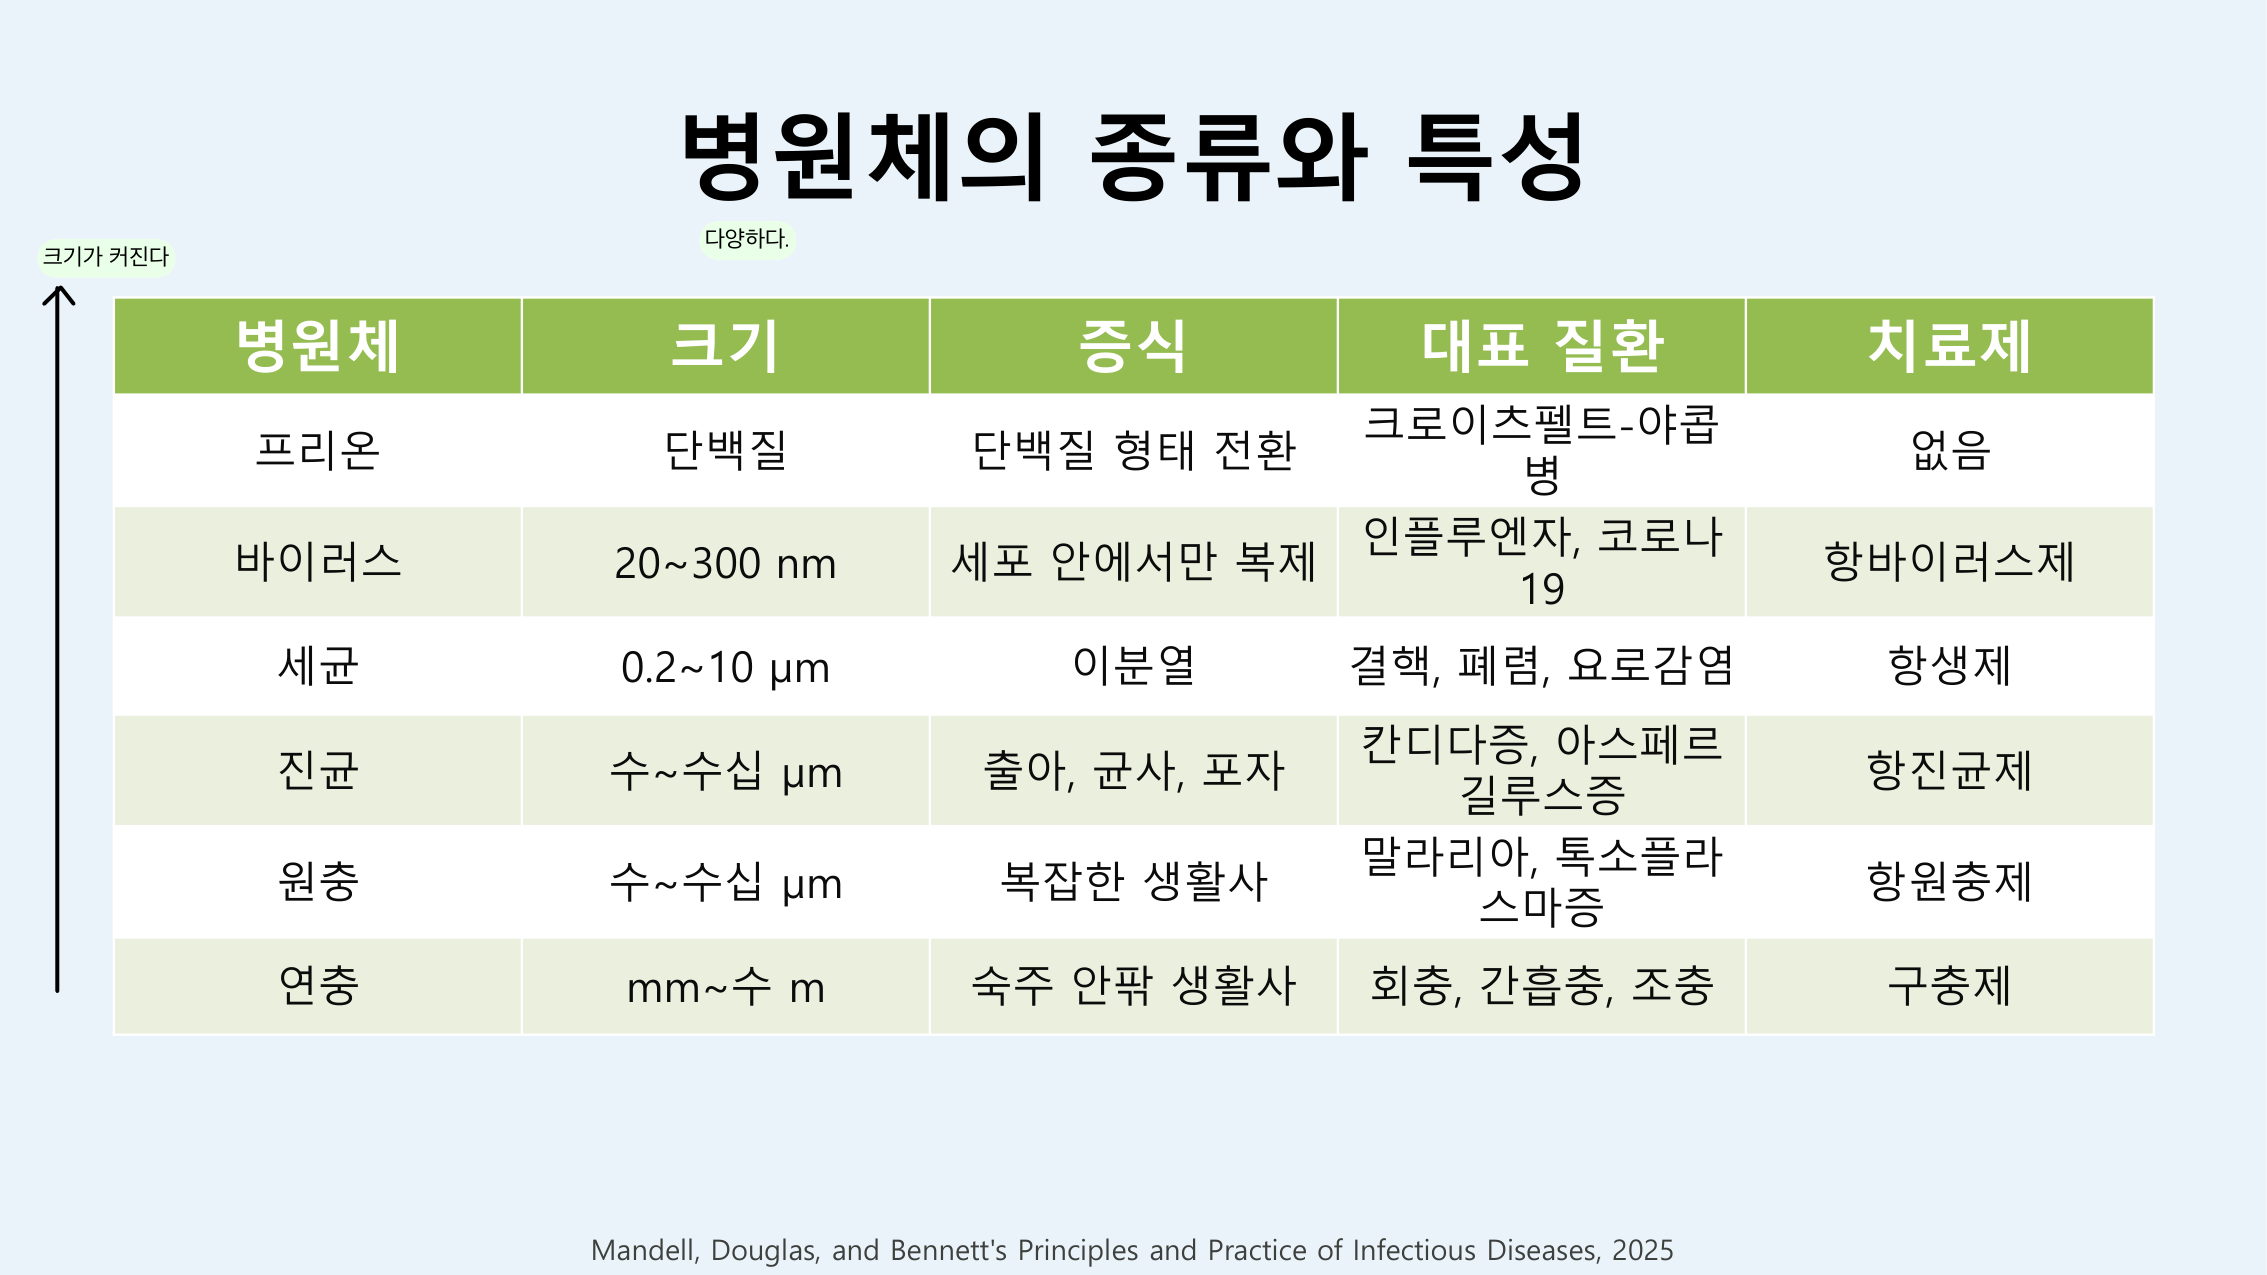 병원체의 종류와 특성
다양하다.
크기가 커진다
병원체 크기 증식 대표 질환 치료제
프리온 단백질 단백질 형태 전환 크로이츠펠트-야콥
병 없음
바이러스 20~300 nm 세포 안에서만 복제 인플루엔자, 코로나
19 항바이러스제
세균 0.2~10 μm 이분열 결핵, 폐렴, 요로감염 항생제
진균 수~수십 μm 출아, 균사, 포자 칸디다증, 아스페르
길루스증 항진균제
원충 수~수십 μm 복잡한 생활사 말라리아, 톡소플라
스마증 항원충제
연충 mm~수 m 숙주 안팎 생활사 회충, 간흡충, 조충 구충제
Mandell, Douglas, and Bennett's Principles and Practice of Infectious Diseases, 2025